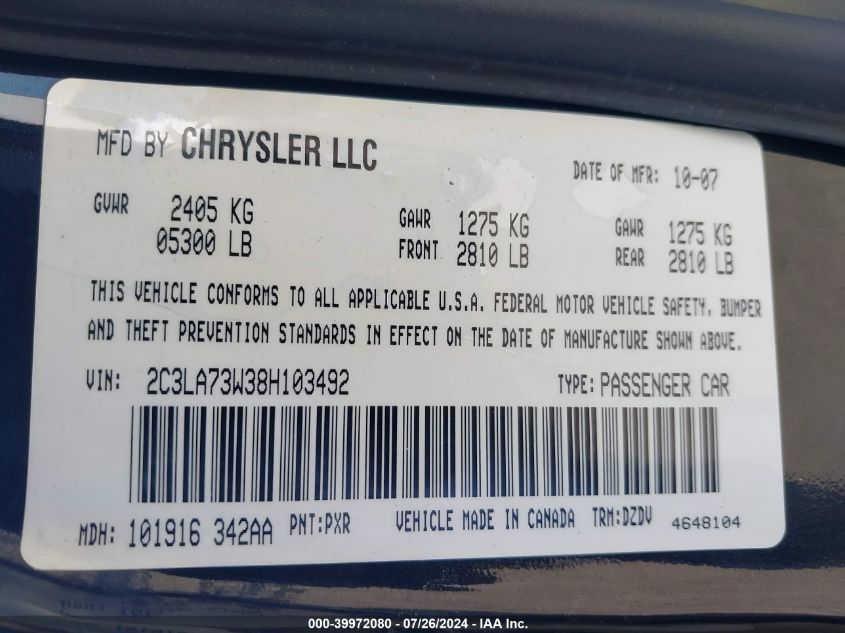 MFD BY CHRYSLER LLC
DATE OF MFR: 10-07
GVWR 2405 KG
05300 LB
GAWR 1275 KG
FRONT 2810 LB
GAWR 1275 KG
REAR 2810 LB
THIS VEHICLE CONFORMS TO ALL APPLICABLE U.S.A. FEDERAL MOTOR VEHICLE SAFETY, BUMPER
AND THEFT PREVENTION STANDARDS IN EFFECT ON THE DATE OF MANUFACTURE SHOWN ABOVE.
VIN: 2C3LA73W38H103492 TYPE: PASSENGER CAR
MDH: 101916 342AA PNT:PXR VEHICLE MADE IN CANADA TRM:DZDV 4648104
000-39972080 - 07/26/2024 - IAA Inc.